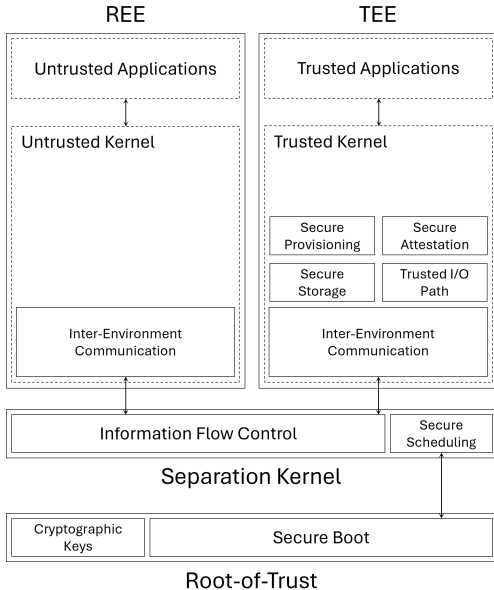 REE
TEE
Untrusted Applications
Trusted Applications
Untrusted Kernel
Trusted Kernel
Secure
Provisioning
Secure
Attestation
Secure
Storage
Trusted I/O
Path
Inter-Environment
Communication
Inter-Environment
Communication
Information Flow Control
Secure
Scheduling
Separation Kernel
Cryptographic
Keys
Secure Boot
Root-of-Trust